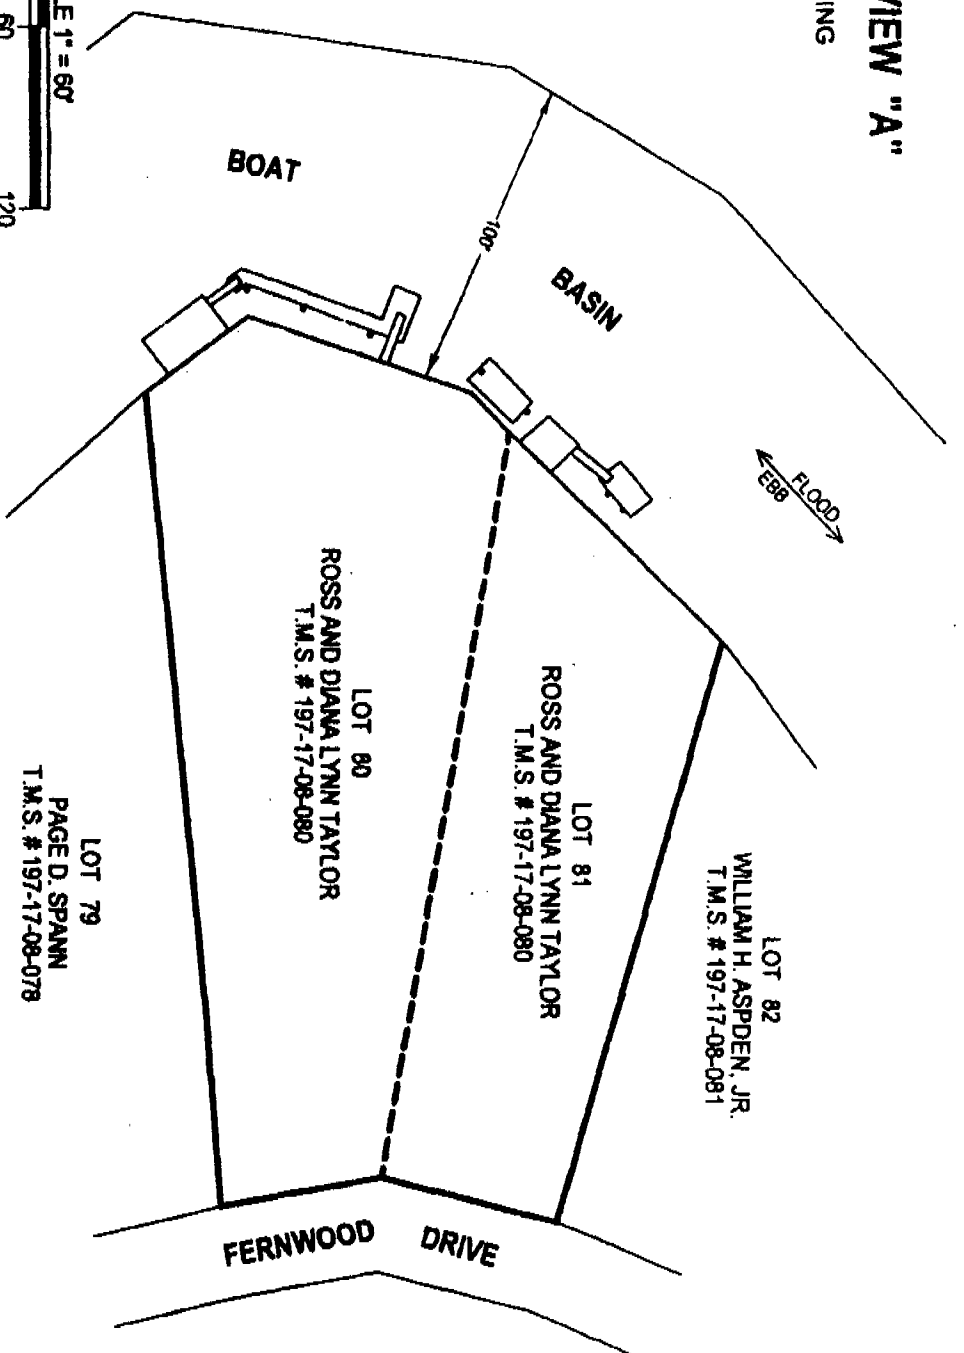 VIEW "A"
ING
E 1" = 60'
60
120
BOAT
BASIN
100'
FLOOD
EBB
LOT 82
WILLIAM H. ASPDEN, JR.
T.M.S. # 197-17-08-081
LOT 81
ROSS AND DIANA LYNN TAYLOR
T.M.S. # 197-17-08-080
LOT 80
ROSS AND DIANA LYNN TAYLOR
T.M.S. # 197-17-08-080
LOT 79
PAGE D. SPANN
T.M.S. # 197-17-08-078
FERNWOOD DRIVE